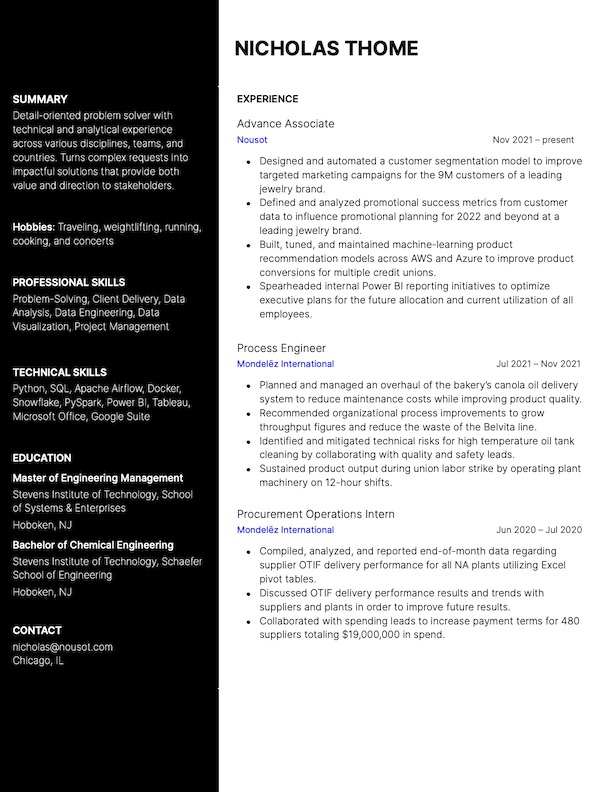 NICHOLAS THOME
SUMMARY
Detail-oriented problem solver with
technical and analytical experience
across various disciplines, teams, and
countries. Turns complex requests into
impactful solutions that provide both
value and direction to stakeholders.
Hobbies: Traveling, weightlifting, running,
cooking, and concerts
PROFESSIONAL SKILLS
Problem-Solving, Client Delivery, Data
Analysis, Data Engineering, Data
Visualization, Project Management
TECHNICAL SKILLS
Python, SQL, Apache Airflow, Docker,
Snowflake, PySpark, Power BI, Tableau,
Microsoft Office, Google Suite
EDUCATION
Master of Engineering Management
Stevens Institute of Technology, School
of Systems & Enterprises
Hoboken, NJ
Bachelor of Chemical Engineering
Stevens Institute of Technology, Schaefer
School of Engineering
Hoboken, NJ
CONTACT
nicholas@nousot.com
Chicago, IL
EXPERIENCE
Advance Associate
Nousot Nov 2021 – present
• Designed and automated a customer segmentation model to improve
targeted marketing campaigns for the 9M customers of a leading
jewelry brand.
• Defined and analyzed promotional success metrics from customer
data to influence promotional planning for 2022 and beyond at a
leading jewelry brand.
• Built, tuned, and maintained machine-learning product
recommendation models across AWS and Azure to improve product
conversions for multiple credit unions.
• Spearheaded internal Power BI reporting initiatives to optimize
executive plans for the future allocation and current utilization of all
employees.
Process Engineer
Mondelēz International Jul 2021 – Nov 2021
• Planned and managed an overhaul of the bakery’s canola oil delivery
system to reduce maintenance costs while improving product quality.
• Recommended organizational process improvements to grow
throughput figures and reduce the waste of the Belvita line.
• Identified and mitigated technical risks for high temperature oil tank
cleaning by collaborating with quality and safety leads.
• Sustained product output during union labor strike by operating plant
machinery on 12-hour shifts.
Procurement Operations Intern
Mondelēz International Jun 2020 – Jul 2020
• Compiled, analyzed, and reported end-of-month data regarding
supplier OTIF delivery performance for all NA plants utilizing Excel
pivot tables.
• Discussed OTIF delivery performance results and trends with
suppliers and plants in order to improve future results.
• Collaborated with spending leads to increase payment terms for 480
suppliers totaling $19,000,000 in spend.